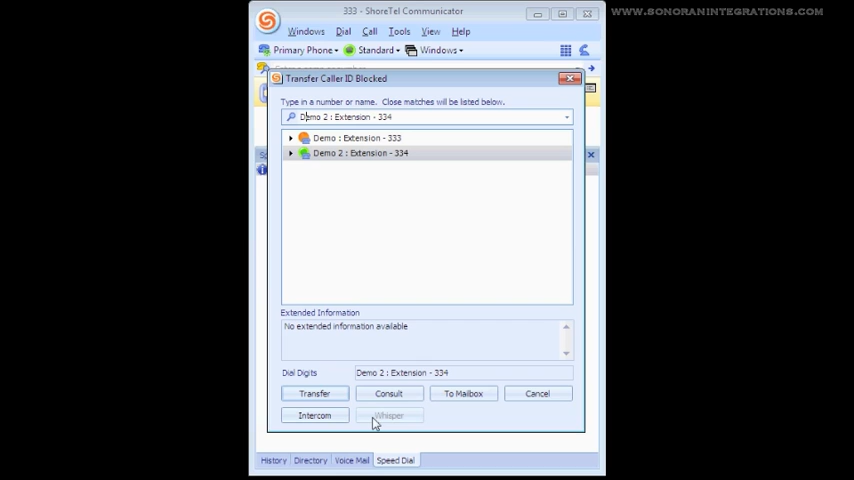 WWW.SONORANINTEGRATIONS.COM
333 - ShoreTel Communicator
Windows Dial Call Tools View Help
Primary Phone Standard Windows
Transfer Caller ID Blocked
Type in a number or name. Close matches will be listed below.
Demo 2 : Extension - 334
Demo : Extension - 333
Demo 2 : Extension - 334
Extended Information
No extended information available
Dial Digits Demo 2 : Extension - 334
Transfer Consult To Mailbox Cancel
Intercom Whisper
History Directory Voice Mail Speed Dial